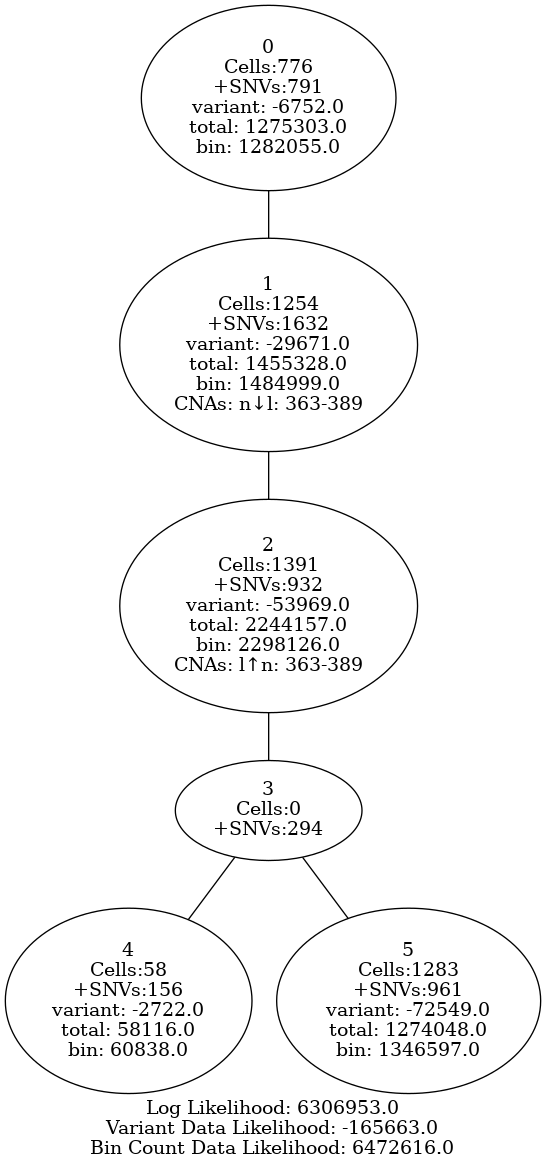 0
Cells:776
+SNVs:791
variant: -6752.0
total: 1275303.0
bin: 1282055.0
1
Cells:1254
+SNVs:1632
variant: -29671.0
total: 1455328.0
bin: 1484999.0
CNAs: n↓l: 363-389
2
Cells:1391
+SNVs:932
variant: -53969.0
total: 2244157.0
bin: 2298126.0
CNAs: l↑n: 363-389
3
Cells:0
+SNVs:294
4
Cells:58
+SNVs:156
variant: -2722.0
total: 58116.0
bin: 60838.0
5
Cells:1283
+SNVs:961
variant: -72549.0
total: 1274048.0
bin: 1346597.0
Log Likelihood: 6306953.0
Variant Data Likelihood: -165663.0
Bin Count Data Likelihood: 6472616.0